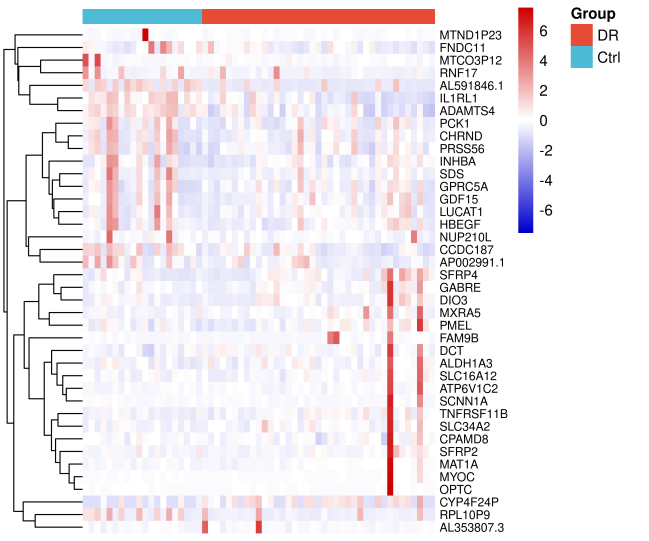 Group
DR
Ctrl
6
4
2
0
-2
-4
-6
MTND1P23
FNDC11
MTCO3P12
RNF17
AL591846.1
IL1RL1
ADAMTS4
PCK1
CHRND
PRSS56
INHBA
SDS
GPRC5A
GDF15
LUCAT1
HBEGF
NUP210L
CCDC187
AP002991.1
SFRP4
GABRE
DIO3
MXRA5
PMEL
FAM9B
DCT
ALDH1A3
SLC16A12
ATP6V1C2
SCNN1A
TNFRSF11B
SLC34A2
CPAMD8
SFRP2
MAT1A
MYOC
OPTC
CYP4F24P
RPL10P9
AL353807.3